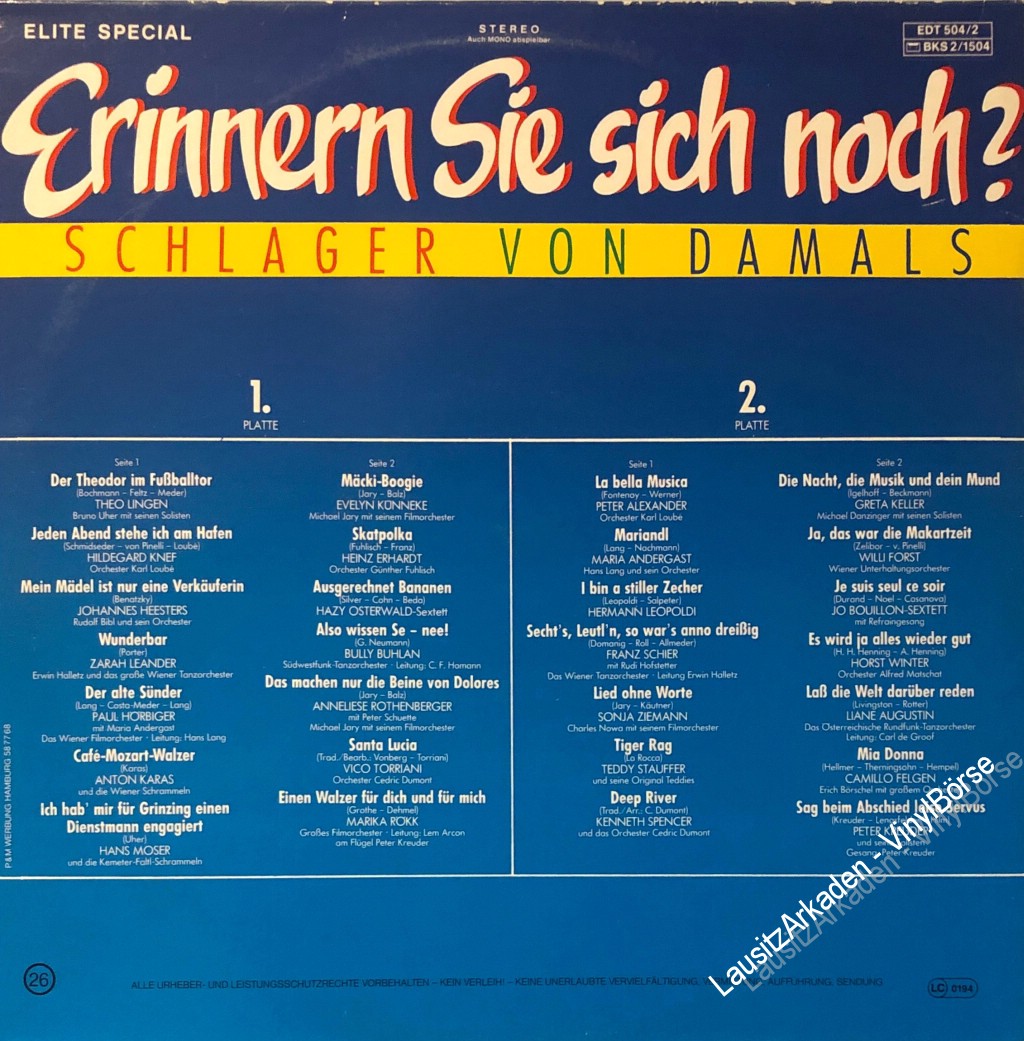 ELITE SPECIAL
STEREO
Auch MONO abspielbar
EDT 504/2
BKS 2/1504
Erinnern Sie sich noch?
SCHLAGER VON DAMALS
1.
PLATTE
Seite 1
Der Theodor im Fußballtor
(Bochmann – Feltz – Meder)
THEO LINGEN
Bruno Uher mit seinen Solisten
Jeden Abend stehe ich am Hafen
(Schmidseder – von Pinelli – Loubé)
HILDEGARD KNEF
Orchester Karl Loubé
Mein Mädel ist nur eine Verkäuferin
(Benatzky)
JOHANNES HEESTERS
Rudolf Bibl und sein Orchester
Wunderbar
(Porter)
ZARAH LEANDER
Erwin Halletz und das große Wiener Tanzorchester
Der alte Sünder
(Lang – Costa-Meder – Lang)
PAUL HÖRBIGER
mit Maria Andergast
Das Wiener Filmorchester · Leitung: Hans Lang
Café-Mozart-Walzer
(Karas)
ANTON KARAS
und die Wiener Schrammeln
Ich hab' mir für Grinzing einen
Dienstmann engagiert
(Uher)
HANS MOSER
und die Kemeter-Faltl-Schrammeln
Seite 2
Mäcki-Boogie
(Jary – Balz)
EVELYN KÜNNEKE
Michael Jary mit seinem Filmorchester
Skatpolka
(Fuhlisch – Franz)
HEINZ ERHARDT
Orchester Günther Fuhlisch
Ausgerechnet Bananen
(Silver – Cohn – Beda)
HAZY OSTERWALD-Sextett
Also wissen Se – nee!
(G. Neumann)
BULLY BUHLAN
Südwestfunk-Tanzorchester · Leitung: C. F. Hamann
Das machen nur die Beine von Dolores
(Jary – Balz)
ANNELIESE ROTHENBERGER
mit Peter Schuette
Michael Jary mit seinem Filmorchester
Santa Lucia
(Trad./Bearb.: Vonberg – Torriani)
VICO TORRIANI
Orchester Cedric Dumont
Einen Walzer für dich und für mich
(Grothe – Dehmel)
MARIKA RÖKK
Großes Filmorchester · Leitung: Lem Arcon
am Flügel Peter Kreuder
2.
PLATTE
Seite 1
La bella Musica
(Fontenoy – Werner)
PETER ALEXANDER
Orchester Karl Loubé
Mariandl
(Lang – Nachmann)
MARIA ANDERGAST
Hans Lang und sein Orchester
I bin a stiller Zecher
(Leopoldi – Salpeter)
HERMANN LEOPOLDI
Secht's, Leutl'n, so war's anno dreißig
(Domanig – Roll – Allmeder)
FRANZ SCHIER
mit Rudi Hofstetter
Das Wiener Tanzorchester · Leitung Erwin Halletz
Lied ohne Worte
(Jary – Käutner)
SONJA ZIEMANN
Charles Nowa mit seinem Filmorchester
Tiger Rag
(La Rocca)
TEDDY STAUFFER
und seine Original Teddies
Deep River
(Trad./Arr.: C. Dumont)
KENNETH SPENCER
und das Orchester Cedric Dumont
Seite 2
Die Nacht, die Musik und dein Mund
(Igelhoff – Beckmann)
GRETA KELLER
Michael Danzinger mit seinen Solisten
Ja, das war die Makartzeit
(Zelibor – v. Pinelli)
WILLI FORST
Wiener Unterhaltungsorchester
Je suis seul ce soir
(Durand – Noel – Casanova)
JO BOUILLON-SEXTETT
mit Refraingesang
Es wird ja alles wieder gut
(H. H. Henning – A. Henning)
HORST WINTER
Orchester Alfred Matschat
Laß die Welt darüber reden
(Livingston – Rotter)
LIANE AUGUSTIN
Das Österreichische Rundfunk-Tanzorchester
Leitung: Carl de Groof
Mia Donna
(Hellmer – Therningsohn – Hempel)
CAMILLO FELGEN
Erich Börschel mit großem
Sag beim Abschied Servus
(Kreuder –
PETER
und
Gesang: Peter Kreuder
P&M WERBUNG HAMBURG 58 77 68
26
ALLE URHEBER- UND LEISTUNGSSCHUTZRECHTE VORBEHALTEN – KEIN VERLEIH! – KEINE UNERLAUBTE VERVIELFÄLTIGUNG, AUFFÜHRUNG, SENDUNG
LC 0194
LausitzArkaden - VinylBörse